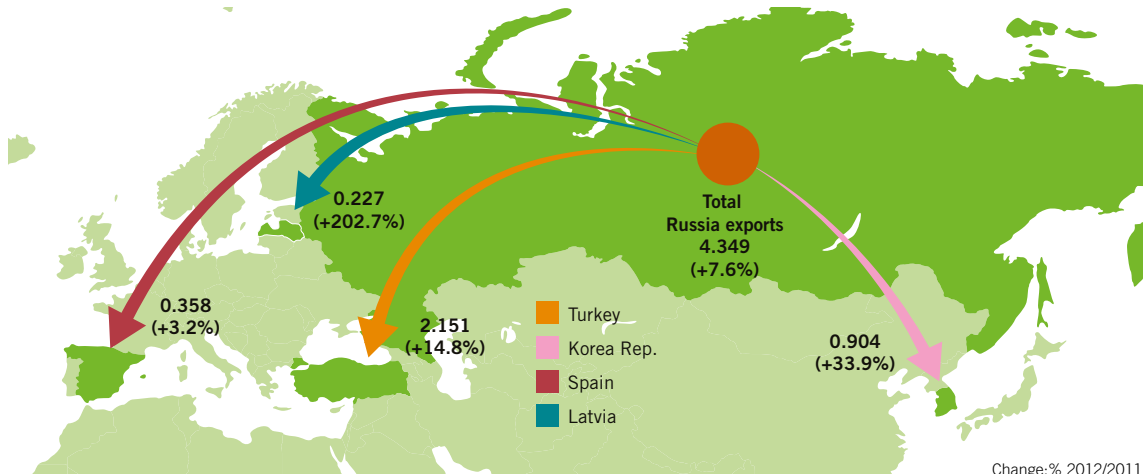 0.227
(+202.7%)
Total
Russia exports
4.349
(+7.6%)
0.358
(+3.2%)
2.151
(+14.8%)
Turkey
Korea Rep.
Spain
Latvia
0.904
(+33.9%)
Change:% 2012/2011